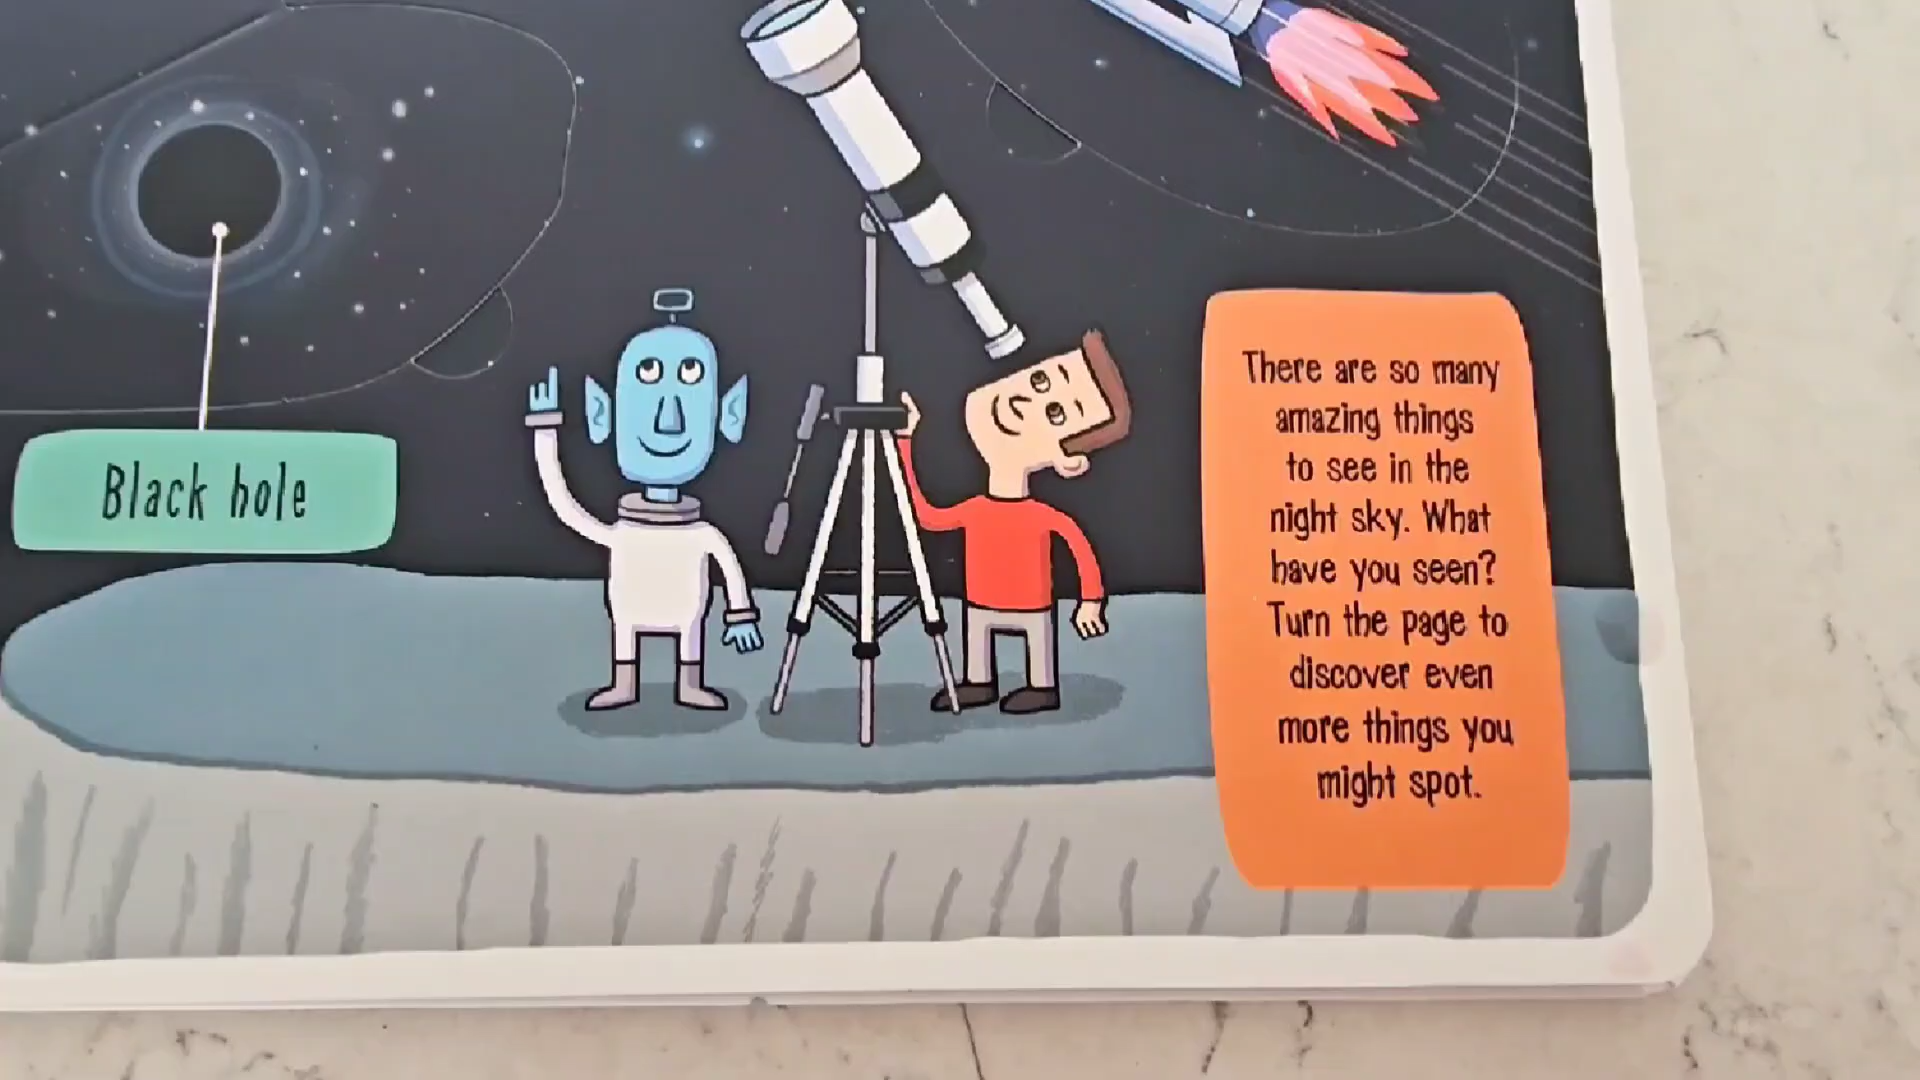 Black hole
There are so many
amazing things
to see in the
night sky. What
have you seen?
Turn the page to
discover even
more things you
might spot.